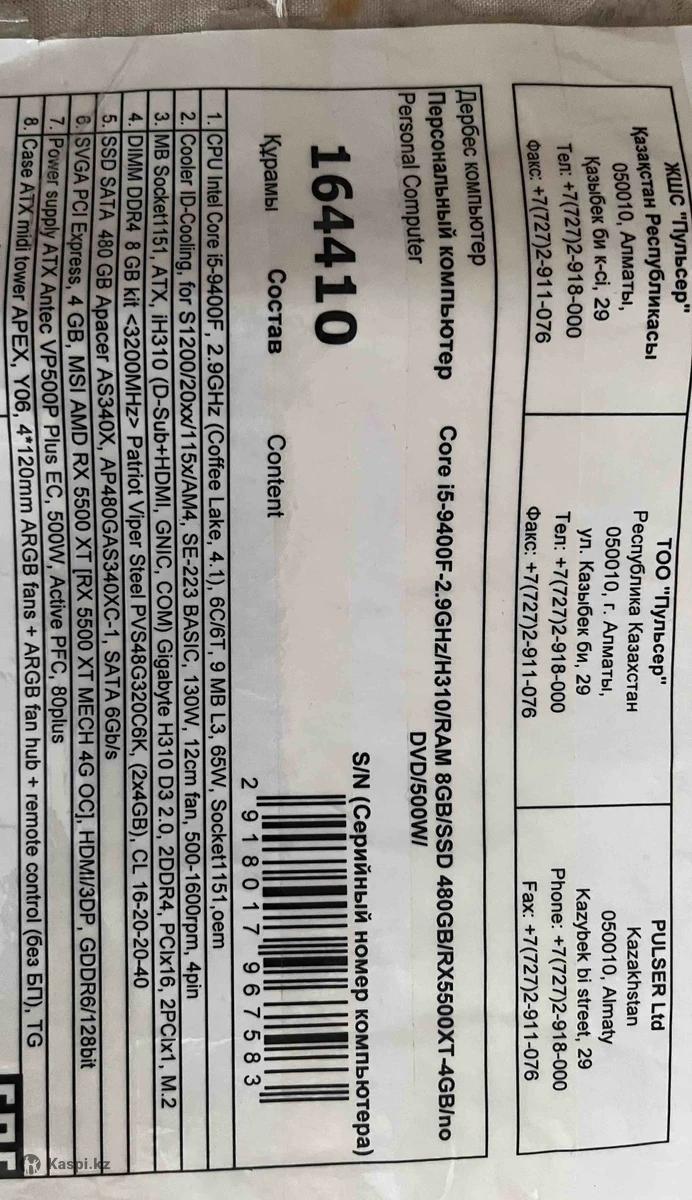 ЖШС "Пульсер"
Қазақстан Республикасы
050010, Алматы,
Қазыбек би к-сі, 29
Тел: +7(727)2-918-000
Факс: +7(727)2-911-076
ТОО "Пульсер"
Республика Казахстан
050010, г. Алматы,
ул. Казыбек би, 29
Тел: +7(727)2-918-000
Факс: +7(727)2-911-076
PULSER Ltd
Kazakhstan
050010, Almaty
Kazybek bi street, 29
Phone: +7(727)2-918-000
Fax: +7(727)2-911-076
Дербес компьютер
Персональный компьютер
Personal Computer
Core i5-9400F-2.9GHz/H310/RAM 8GB/SSD 480GB/RX5500XT-4GB/no
DVD/500W/
164410
S/N (Серийный номер компьютера)
2918017967583
Құрамы Состав Content
1. CPU Intel Core i5-9400F, 2.9GHz (Coffee Lake, 4.1), 6C/6T, 9 MB L3, 65W, Socket1151,oem
2. Cooler ID-Cooling, for S1200/20xx/115x/AM4, SE-223 BASIC, 130W, 12cm fan, 500-1600rpm, 4pin
3. MB Socket1151, ATX, iH310 (D-Sub+HDMI, GNIC, COM) Gigabyte H310 D3 2.0, 2DDR4, PCIx16, 2PCIx1, M.2
4. DIMM DDR4 8 GB kit <3200MHz> Patriot Viper Steel PVS48G320C6K, (2x4GB), CL 16-20-20-40
5. SSD SATA 480 GB Apacer AS340X, AP480GAS340XC-1, SATA 6Gb/s
6. SVGA PCI Express, 4 GB, MSI AMD RX 5500 XT [RX 5500 XT MECH 4G OC], HDMI/3DP, GDDR6/128bit
7. Power supply ATX Antec VP500P Plus EC, 500W, Active PFC, 80plus
8. Case ATX midi tower APEX, Y06, 4*120mm ARGB fans + ARGB fan hub + remote control (без БП), TG
Kaspi.kz